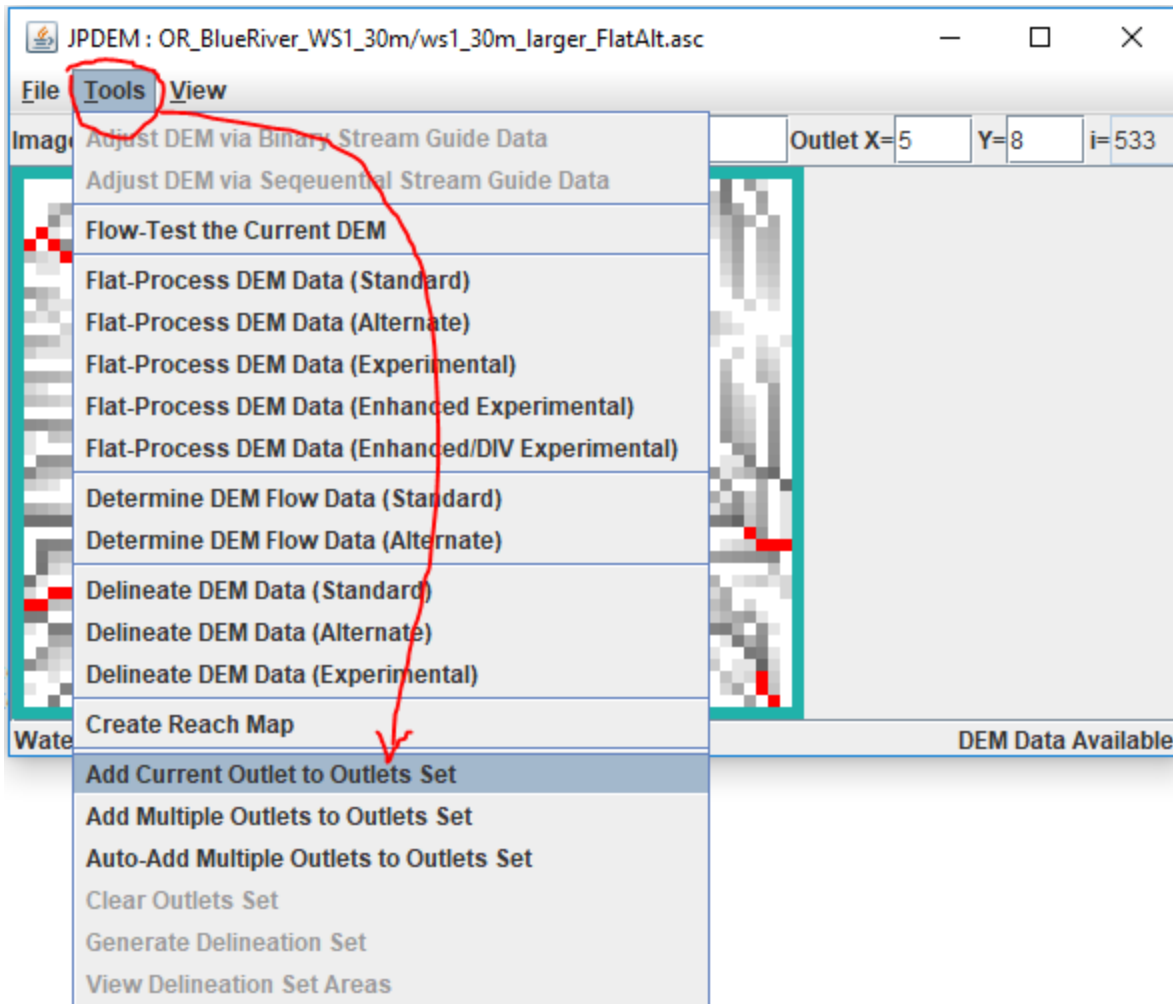 JPDEM : OR_BlueRiver_WS1_30m/ws1_30m_larger_FlatAlt.asc
File Tools View
Outlet X= 5 Y= 8 i= 533
Adjust DEM via Binary Stream Guide Data
Adjust DEM via Seqeuential Stream Guide Data
Flow-Test the Current DEM
Flat-Process DEM Data (Standard)
Flat-Process DEM Data (Alternate)
Flat-Process DEM Data (Experimental)
Flat-Process DEM Data (Enhanced Experimental)
Flat-Process DEM Data (Enhanced/DIV Experimental)
Determine DEM Flow Data (Standard)
Determine DEM Flow Data (Alternate)
Delineate DEM Data (Standard)
Delineate DEM Data (Alternate)
Delineate DEM Data (Experimental)
Create Reach Map
DEM Data Available
Add Current Outlet to Outlets Set
Add Multiple Outlets to Outlets Set
Auto-Add Multiple Outlets to Outlets Set
Clear Outlets Set
Generate Delineation Set
View Delineation Set Areas